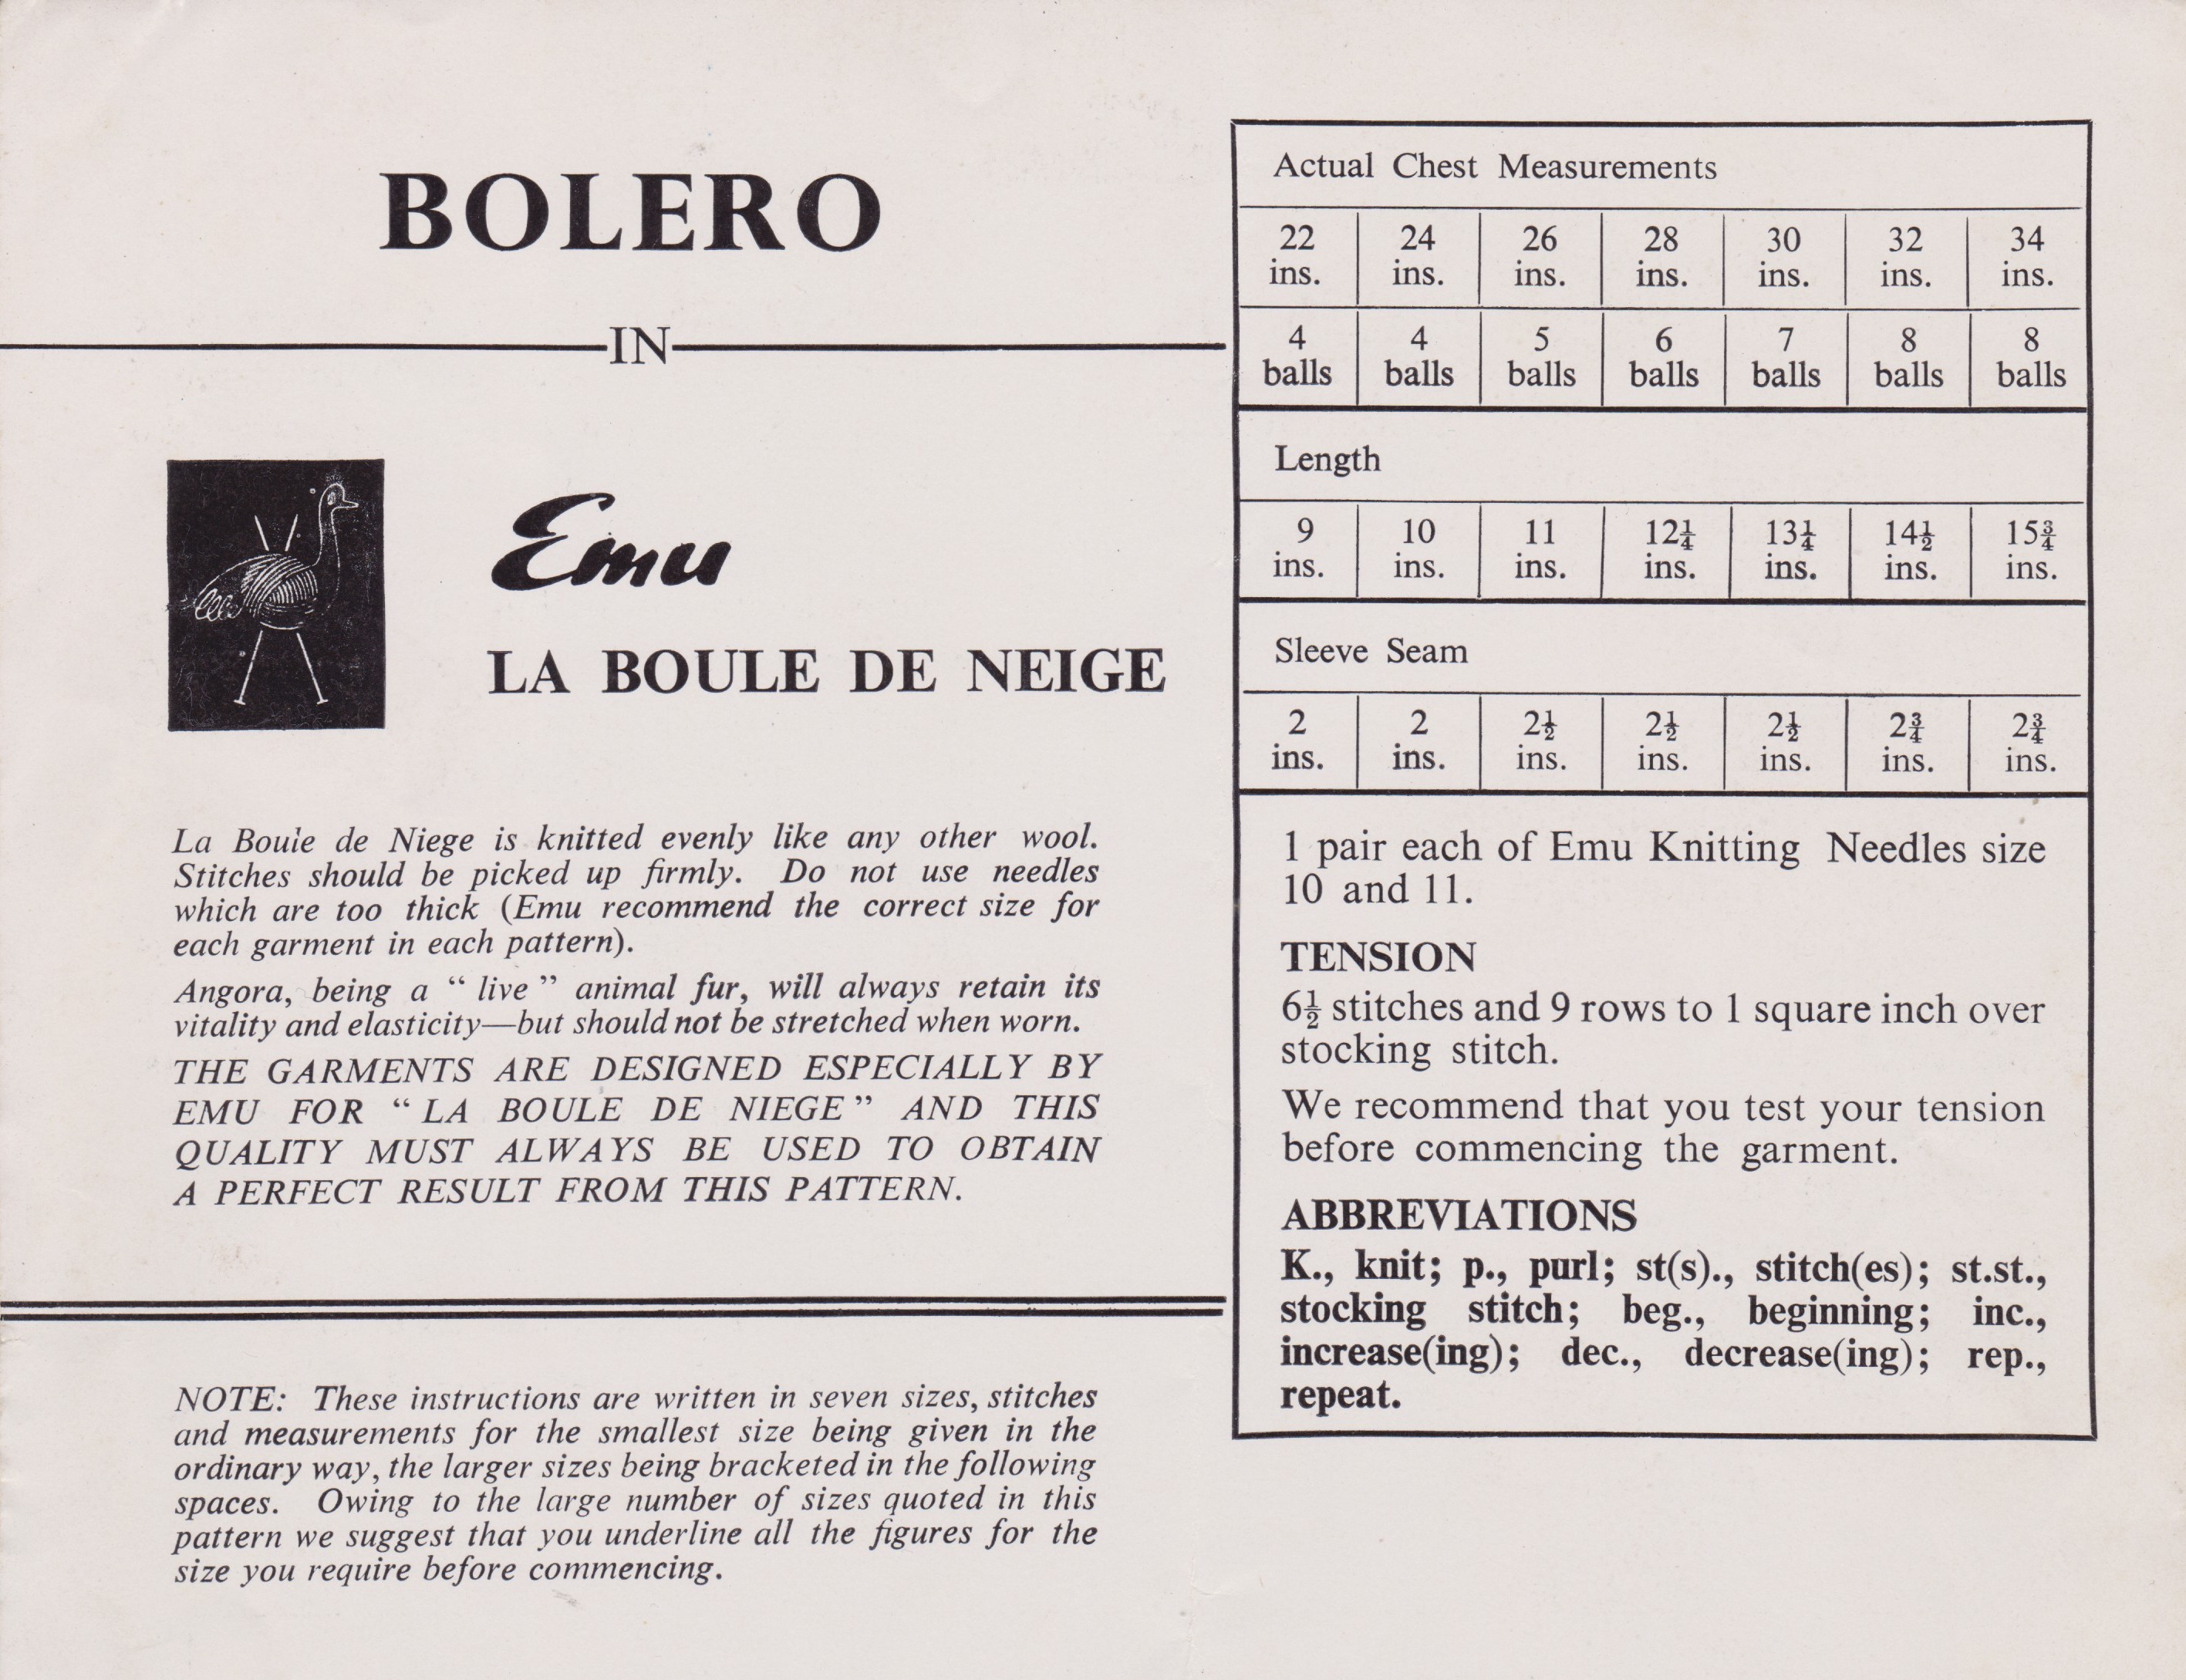 BOLERO
IN
Emu
LA BOULE DE NEIGE
La Boule de Niege is knitted evenly like any other wool.
Stitches should be picked up firmly. Do not use needles
which are too thick (Emu recommend the correct size for
each garment in each pattern).
Angora, being a “ live ” animal fur, will always retain its
vitality and elasticity—but should not be stretched when worn.
THE GARMENTS ARE DESIGNED ESPECIALLY BY
EMU FOR “ LA BOULE DE NIEGE ” AND THIS
QUALITY MUST ALWAYS BE USED TO OBTAIN
A PERFECT RESULT FROM THIS PATTERN.
NOTE: These instructions are written in seven sizes, stitches
and measurements for the smallest size being given in the
ordinary way, the larger sizes being bracketed in the following
spaces. Owing to the large number of sizes quoted in this
pattern we suggest that you underline all the figures for the
size you require before commencing.
Actual Chest Measurements
22 24 26 28 30 32 34
ins. ins. ins. ins. ins. ins. ins.
4 4 5 6 7 8 8
balls balls balls balls balls balls balls
Length
9 10 11 12¼ 13¼ 14½ 15¾
ins. ins. ins. ins. ins. ins. ins.
Sleeve Seam
2 2 2½ 2½ 2½ 2¾ 2¾
ins. ins. ins. ins. ins. ins. ins.
1 pair each of Emu Knitting Needles size
10 and 11.
TENSION
6½ stitches and 9 rows to 1 square inch over
stocking stitch.
We recommend that you test your tension
before commencing the garment.
ABBREVIATIONS
K., knit; p., purl; st(s)., stitch(es); st.st.,
stocking stitch; beg., beginning; inc.,
increase(ing); dec., decrease(ing); rep.,
repeat.